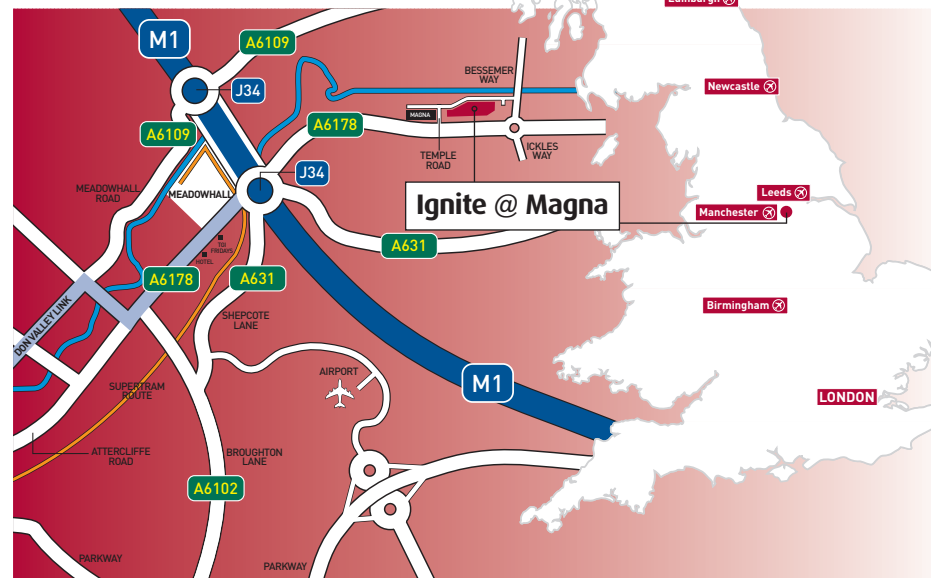 Edinburgh
M1
A6109
J34
BESSEMER
WAY
Newcastle
MAGNA
A6109
A6178
TEMPLE
ROAD
ICKLES
WAY
J34
MEADOWHALL
ROAD
MEADOWHALL
Ignite @ Magna
Leeds
Manchester
TGI
FRIDAYS
HOTEL
A631
A6178
A631
Birmingham
DON VALLEY LINK
SHEPCOTE
LANE
AIRPORT
M1
SUPERTRAM
ROUTE
LONDON
ATTERCLIFFE
ROAD
BROUGHTON
LANE
A6102
PARKWAY
PARKWAY